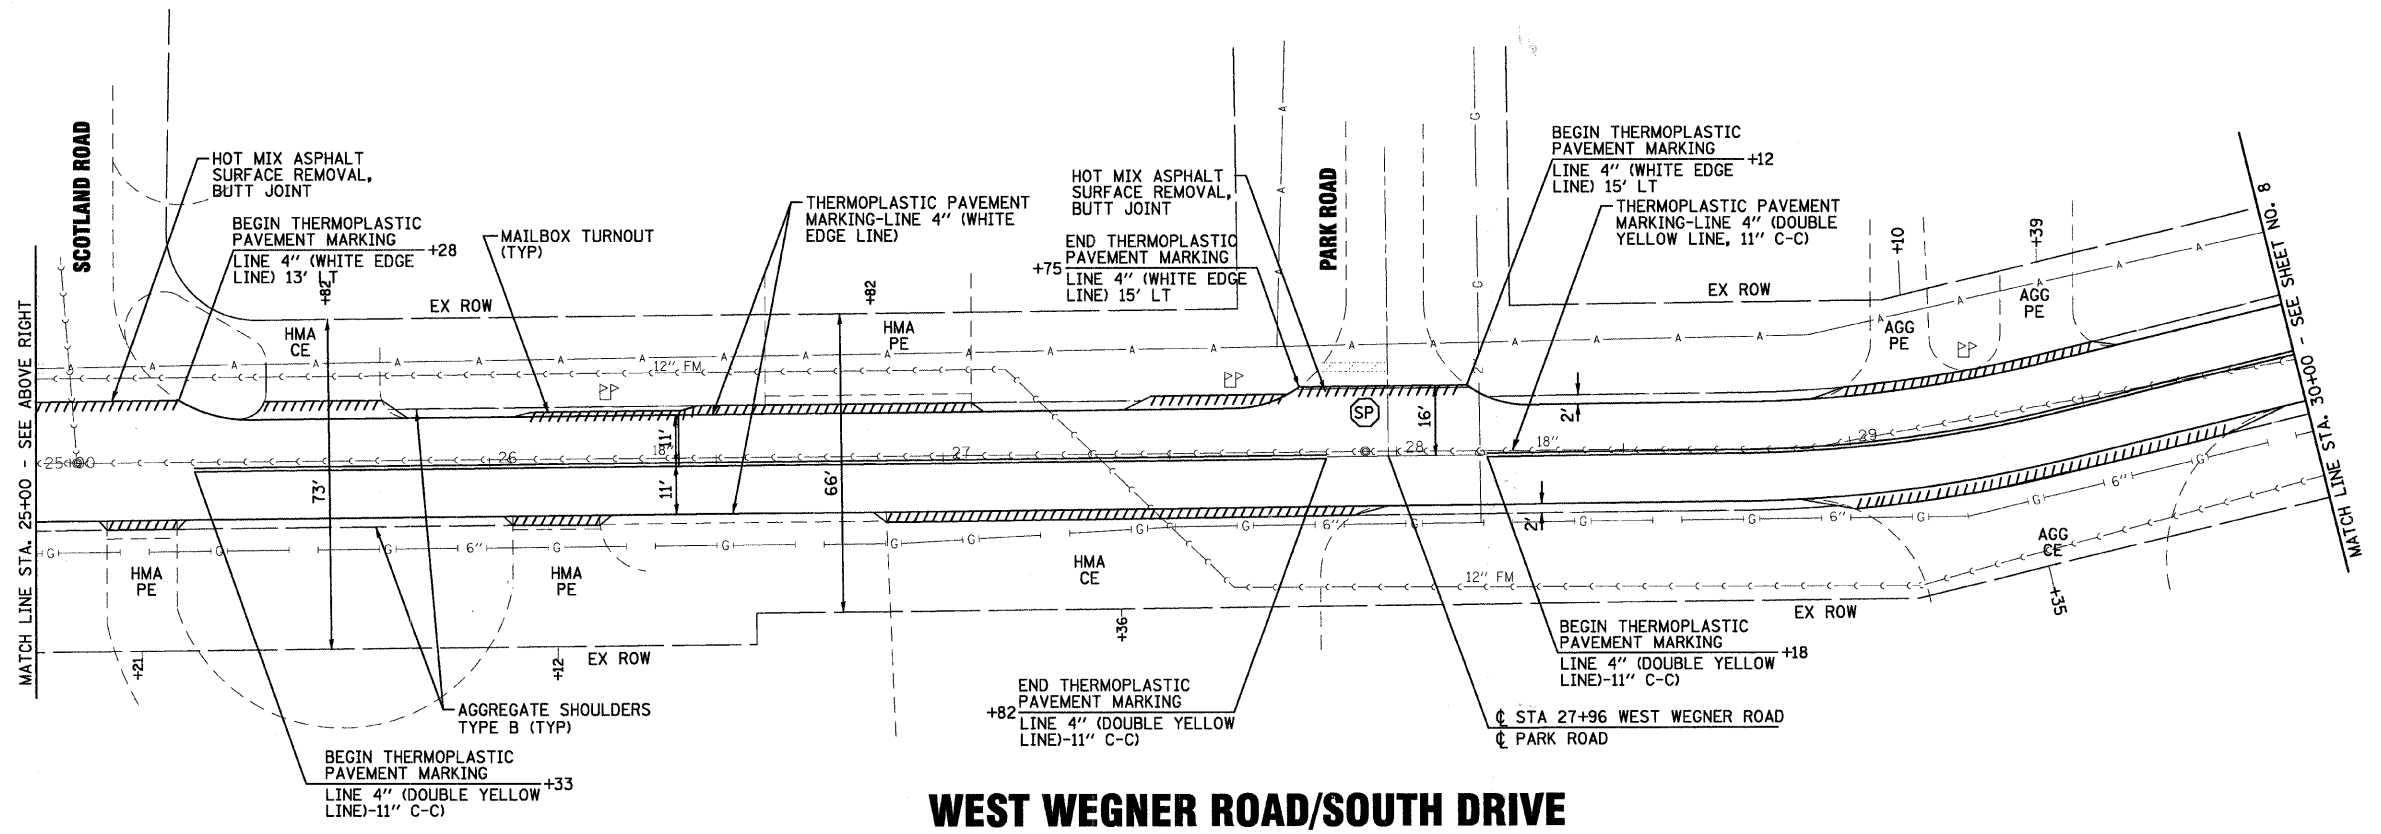 SCOTLAND ROAD
MATCH LINE STA. 25+00 - SEE ABOVE RIGHT
HOT MIX ASPHALT
SURFACE REMOVAL,
BUTT JOINT
BEGIN THERMOPLASTIC
PAVEMENT MARKING
+28
LINE 4" (WHITE EDGE
LINE) 13' LT
+82
MAILBOX TURNOUT
(TYP)
EX ROW
HMA
CE
THERMOPLASTIC PAVEMENT
MARKING-LINE 4" (WHITE
EDGE LINE)
+82
HMA
PE
HOT MIX ASPHALT
SURFACE REMOVAL,
BUTT JOINT
END THERMOPLASTIC
PAVEMENT MARKING
+75
LINE 4" (WHITE EDGE
LINE) 15' LT
PARK ROAD
BEGIN THERMOPLASTIC
PAVEMENT MARKING
+12
LINE 4" (WHITE EDGE
LINE) 15' LT
THERMOPLASTIC PAVEMENT
MARKING-LINE 4" (DOUBLE
YELLOW LINE, 11" C-C)
EX ROW
+10
+39
AGG
PE
AGG
PE
MATCH LINE STA. 30+00 - SEE SHEET NO. 8
A A A A A A A A A A A A A A A
12" FM
PP
PP
PP
SP
16'
2'
11'
18"
11'
25+00
26
27
28
18"
29
73'
66'
2'
G G G 6" G G G G G G 6" G G G 6" G G 6" G
HMA
PE
HMA
PE
HMA
CE
12" FM
AGG
CE
+21
+12
EX ROW
+36
EX ROW
+35
AGGREGATE SHOULDERS
TYPE B (TYP)
BEGIN THERMOPLASTIC
PAVEMENT MARKING
+33
LINE 4" (DOUBLE YELLOW
LINE)-11" C-C)
END THERMOPLASTIC
PAVEMENT MARKING
+82
LINE 4" (DOUBLE YELLOW
LINE)-11" C-C)
BEGIN THERMOPLASTIC
PAVEMENT MARKING
+18
LINE 4" (DOUBLE YELLOW
LINE)-11" C-C)
℄ STA 27+96 WEST WEGNER ROAD
℄ PARK ROAD
WEST WEGNER ROAD/SOUTH DRIVE